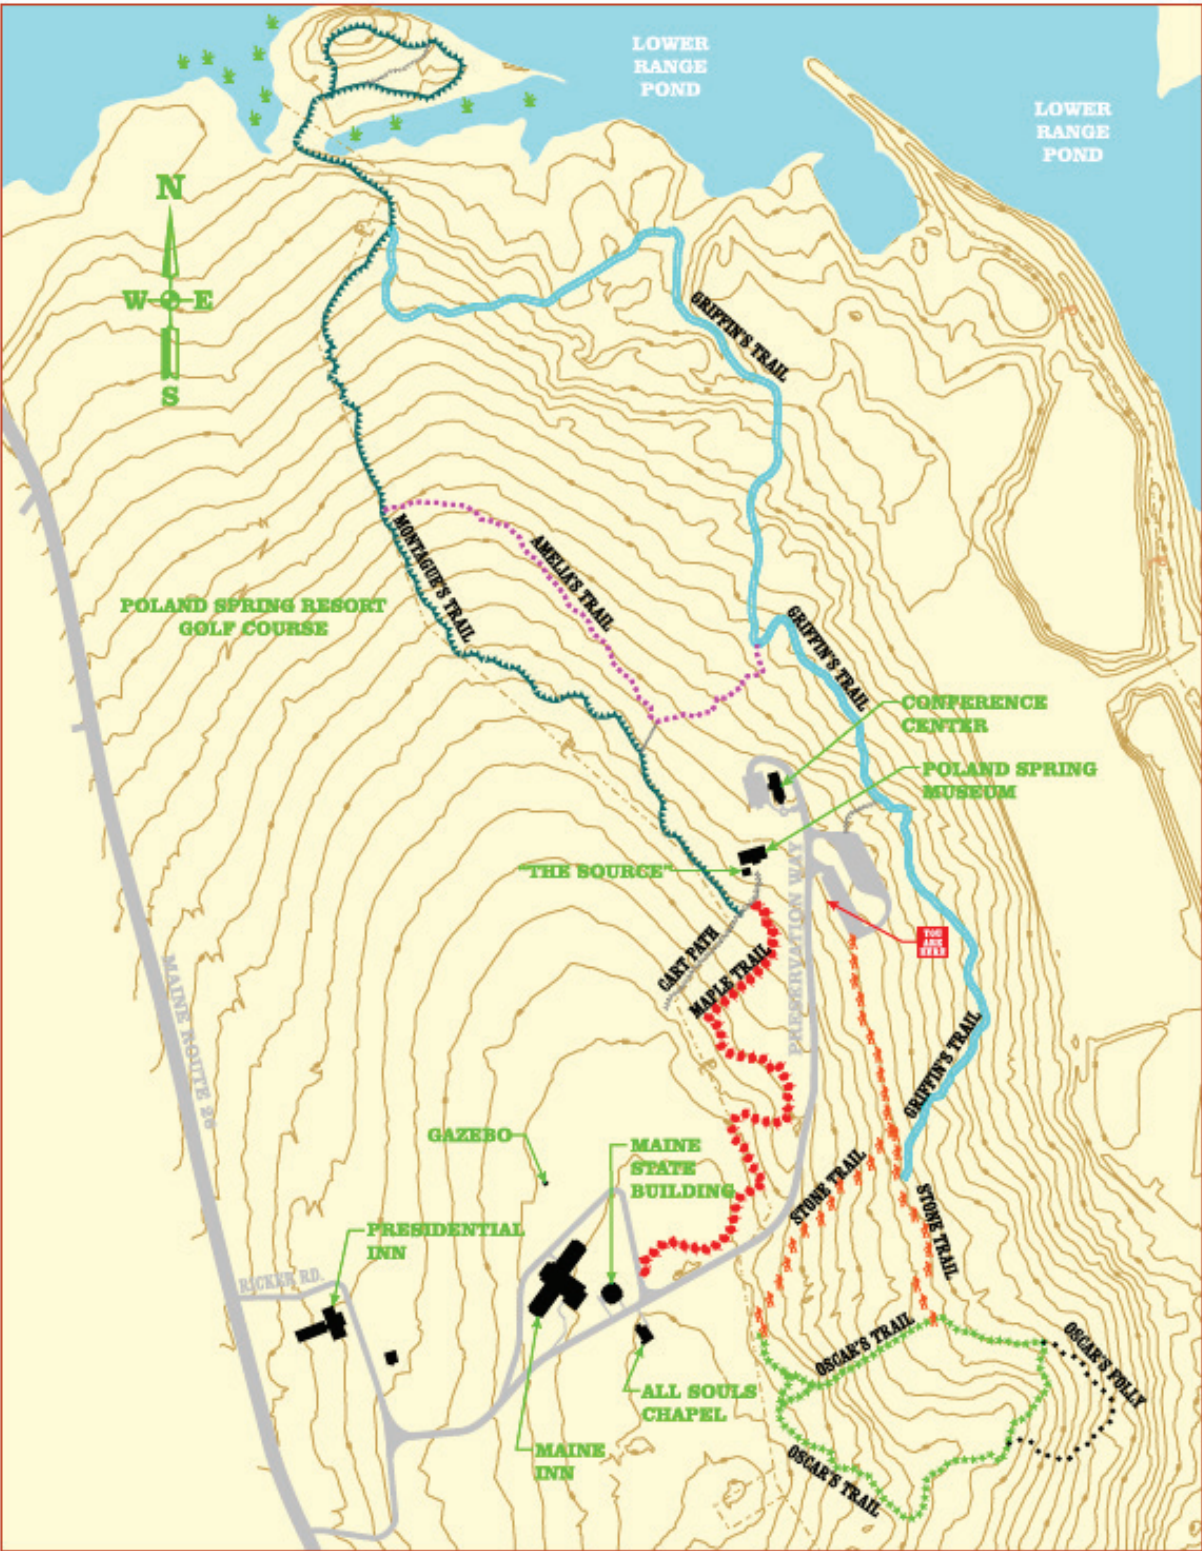 LOWER
RANGE
POND
LOWER
RANGE
POND
N
W
E
S
GRIFFIN'S TRAIL
MONTAGUE'S TRAIL
AMELIA'S TRAIL
POLAND SPRING RESORT
GOLF COURSE
GRIFFIN'S TRAIL
CONFERENCE
CENTER
POLAND SPRING
MUSEUM
"THE SOURCE"
PRESERVATION WAY
YOU
ARE
HERE
CART PATH
MAPLE TRAIL
MAINE ROUTE 26
GRIFFIN'S TRAIL
GAZEBO
MAINE
STATE
BUILDING
STONE TRAIL
STONE TRAIL
PRESIDENTIAL
INN
RICKER RD.
OSCAR'S TRAIL
OSCAR'S FOLLY
ALL SOULS
CHAPEL
MAINE
INN
OSCAR'S TRAIL